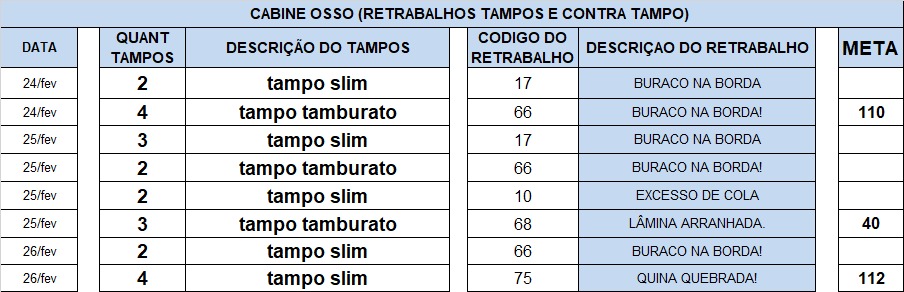 CABINE OSSO (RETRABALHOS TAMPOS E CONTRA TAMPO)
DATA QUANT TAMPOS DESCRIÇÃO DO TAMPOS CODIGO DO RETRABALHO DESCRIÇAO DO RETRABALHO META
24/fev 2 tampo slim 17 BURACO NA BORDA
24/fev 4 tampo tamburato 66 BURACO NA BORDA! 110
25/fev 3 tampo slim 17 BURACO NA BORDA
25/fev 2 tampo tamburato 66 BURACO NA BORDA!
25/fev 2 tampo slim 10 EXCESSO DE COLA
25/fev 3 tampo tamburato 68 LÂMINA ARRANHADA. 40
26/fev 2 tampo slim 66 BURACO NA BORDA!
26/fev 4 tampo slim 75 QUINA QUEBRADA! 112